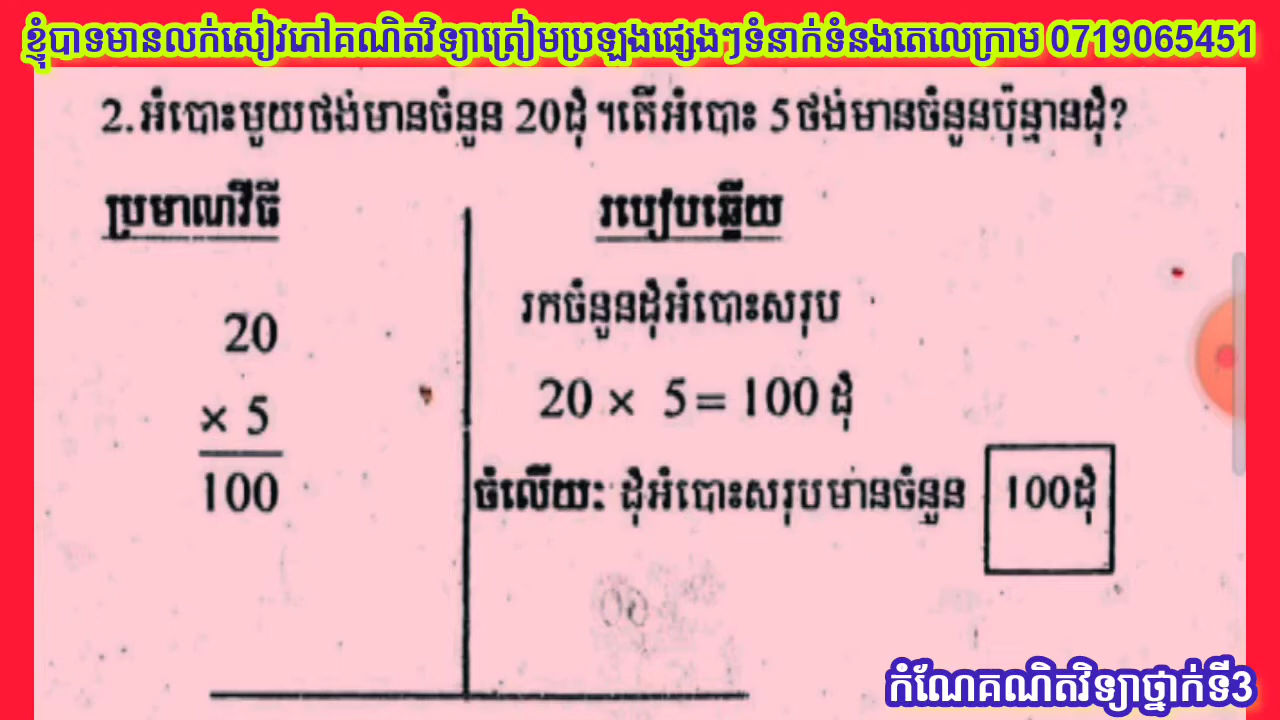 ខ្ញុំបាទមានលក់សៀវភៅគណិតវិទ្យាត្រៀមប្រឡងផ្សេងៗទំនាក់ទំនងតេលេក្រាម 0719065451
2. អំបោះមួយថង់មានចំនួន 20ដុំ ។តើអំបោះ 5ថង់មានចំនួនប៉ុន្មានដុំ?
ប្រមាណវីធី
20
× 5
100
របៀបឆ្លើយ
រកចំនួនដុំអំបោះសរុប
20 × 5= 100 ដុំ
ចំលើយ: ដុំអំបោះសរុបមានចំនួន 100ដុំ
កំណែគណិតវិទ្យាថ្នាក់ទី3